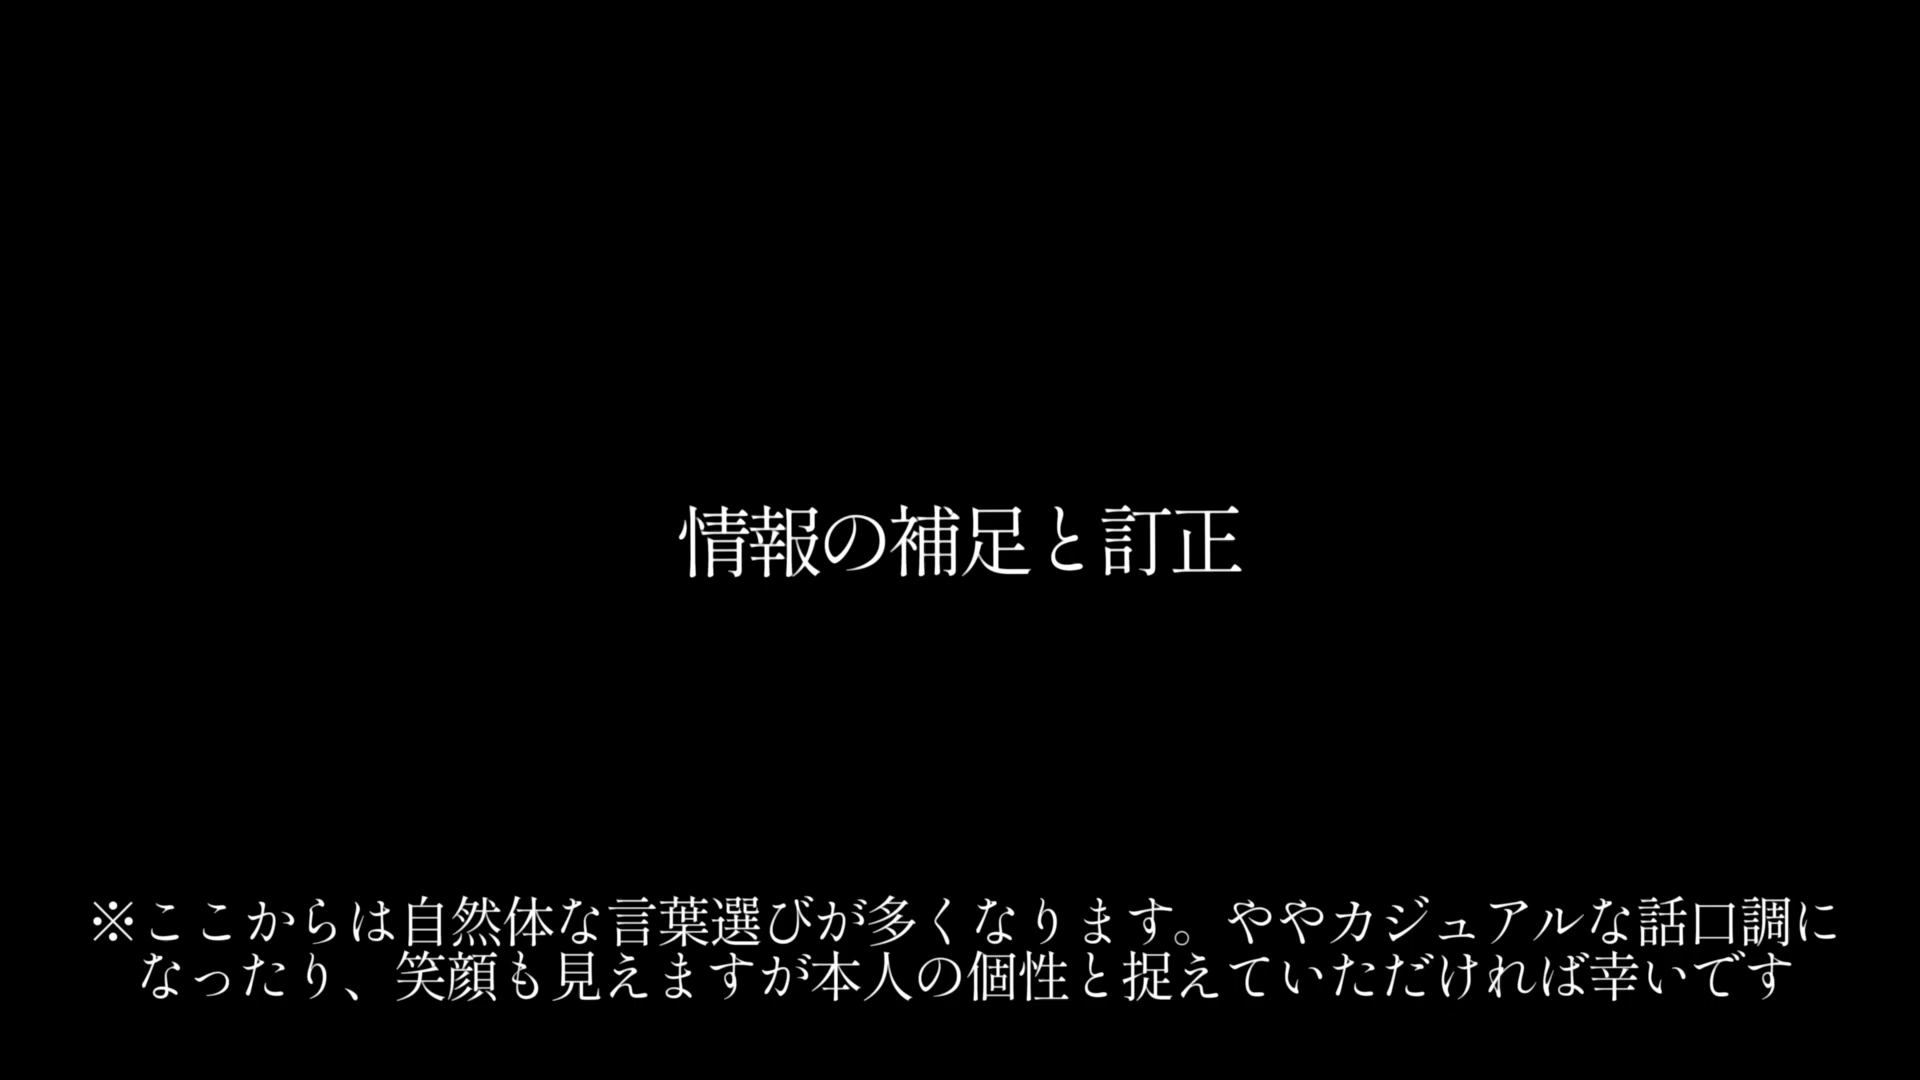 情報の補足と訂正
※ここからは自然体な言葉選びが多くなります。ややカジュアルな話口調に
なったり、笑顔も見えますが本人の個性と捉えていただければ幸いです